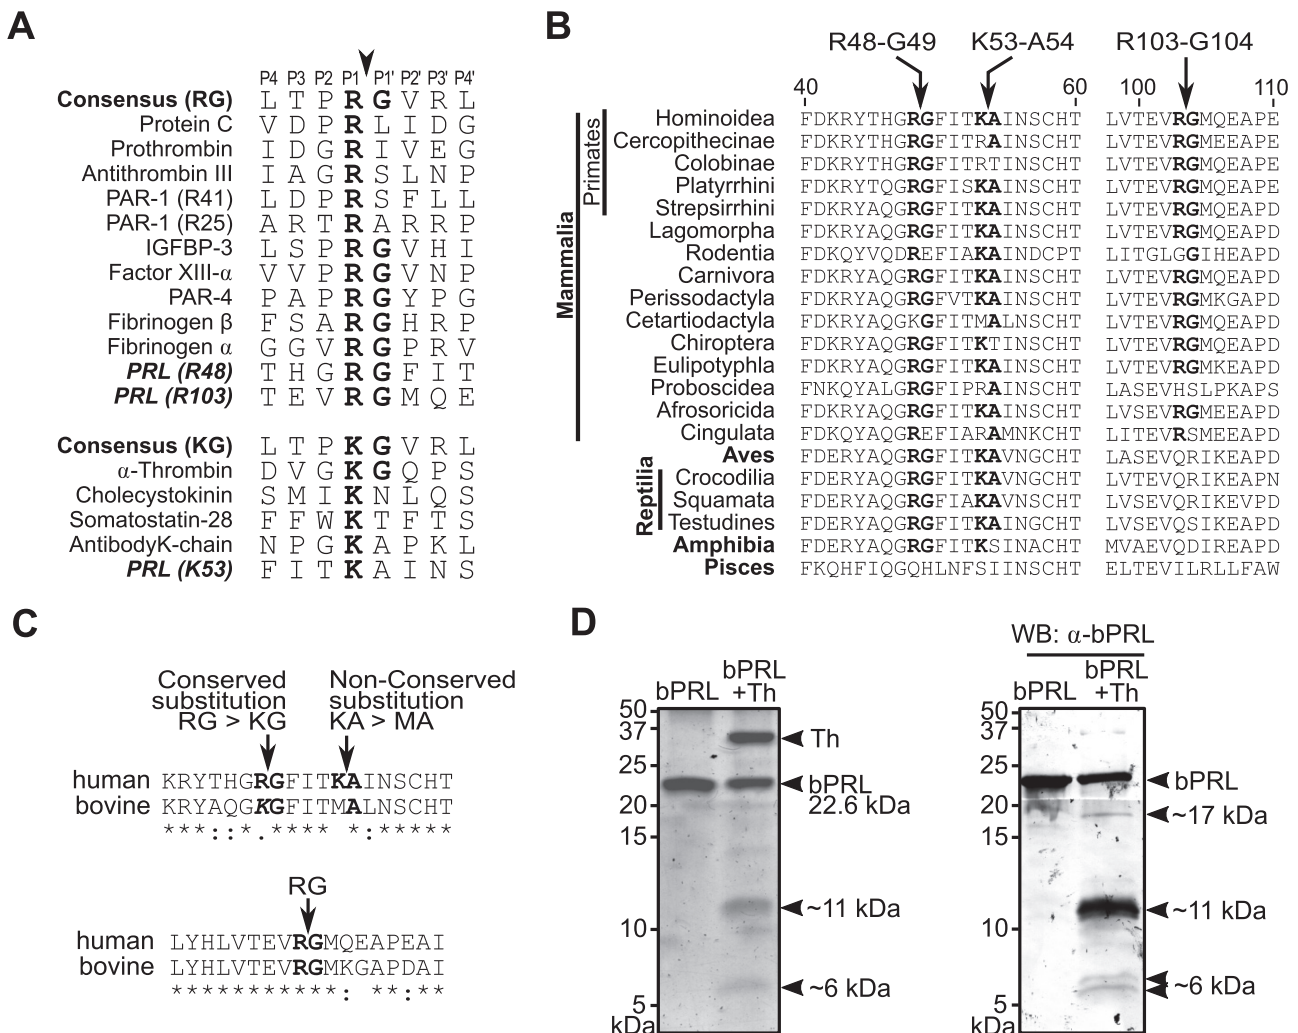 A
P4 P3 P2 P1 P1' P2' P3' P4'
Consensus (RG) L T P R G V R L
Protein C V D P R L I D G
Prothrombin I D G R I V E G
Antithrombin III I A G R S L N P
PAR-1 (R41) L D P R S F L L
PAR-1 (R25) A R T R A R R P
IGFBP-3 L S P R G V H I
Factor XIII-α V V P R G V N P
PAR-4 P A P R G Y P G
Fibrinogen β F S A R G H R P
Fibrinogen α G G V R G P R V
PRL (R48) T H G R G F I T
PRL (R103) T E V R G M Q E
Consensus (KG) L T P K G V R L
α-Thrombin D V G K G Q P S
Cholecystokinin S M I K N L Q S
Somatostatin-28 F F W K T F T S
AntibodyK-chain N P G K A P K L
PRL (K53) F I T K A I N S
B
R48-G49 K53-A54 R103-G104
40 60 100 110
Mammalia
Primates
Hominoidea FDKRYTHGRGFITKAINSCHT LVTEVRGMQEAPE
Cercopithecinae FDKRYTHGRGFITRAINSCHT LVTEVRGMEEAPE
Colobinae FDKRYTHGRGFITRTINSCHT LVTEVRGMQEAPE
Platyrrhini FDKRYTQGRGFITSKAINSCHT LVTEVRGMQEAPE
Strepsirrhini FDKRYAQGRGFITKAINSCHT LVTEVRGMQEAPD
Lagomorpha FDKRYAQGRGFITKAINSCHT LVTEVRGMQEAPD
Rodentia FDKQYVQDREFIAKAINDCPT LITGLGGIHEAPD
Carnivora FDKRYAQGRGFITKAINSCHT LVTEVRGMQEAPD
Perissodactyla FDKRYAQGRGFVTKAINSCHT LVTEVRGMKGAPD
Cetartiodactyla FDKRYAQGKGFITMALNSCHT LVTEVRGMQEAPD
Chiroptera FDKRYAQGRGFITKTINSCHT LVTEVRGMQEAPD
Eulipotyphla FDKRYAQGRGFITKAINSCHT LVTEVRGMKEAPD
Proboscidea FNKQYALGRGFIPRAINSCHT LASEVHSLPKAPS
Afrosoricida FDKRYAQGRGFITKAINSCHT LVSEVRGMEEAPD
Cingulata FDKQYAQGREFIARAMNKCHT LITEVRSMEEAPD
Aves FDERYAQGRGFITKAVNGCHT LASEVQRIKEAPD
Reptilia
Crocodilia FDERYAQGRGFITKAVNSCHT LVTEVQRIKEAPN
Squamata FDERYAQGRGFISKAVNGCHT LVSEVQRIKEVPD
Testudines FDERYAQGRGFITKAINGCHT LVSEVQSIKEAPD
Amphibia FDERYAQGRGFITKSINACHT MVAEVQDIREAPD
Pisces FKQHFIQGQHLNFSIINSCHT ELTEVILRLLFAW
C
Conserved substitution RG > KG
Non-Conserved substitution KA > MA
human KRYTHGRGFITKAINSCHT
bovine KRYAQGKGFITMALNSCHT
***::*.**** *:*****
RG
human LYHLVTEVRGMQEAPEAI
bovine LYHLVTEVRGMKGAPDAI
***********: **:**
D
bPRL bPRL +Th
50
37
25
20
15
10
5
kDa
Th
bPRL 22.6 kDa
~11 kDa
~6 kDa
WB: α-bPRL
bPRL bPRL +Th
50
37
25
20
15
10
5
kDa
bPRL
~17 kDa
~11 kDa
~6 kDa